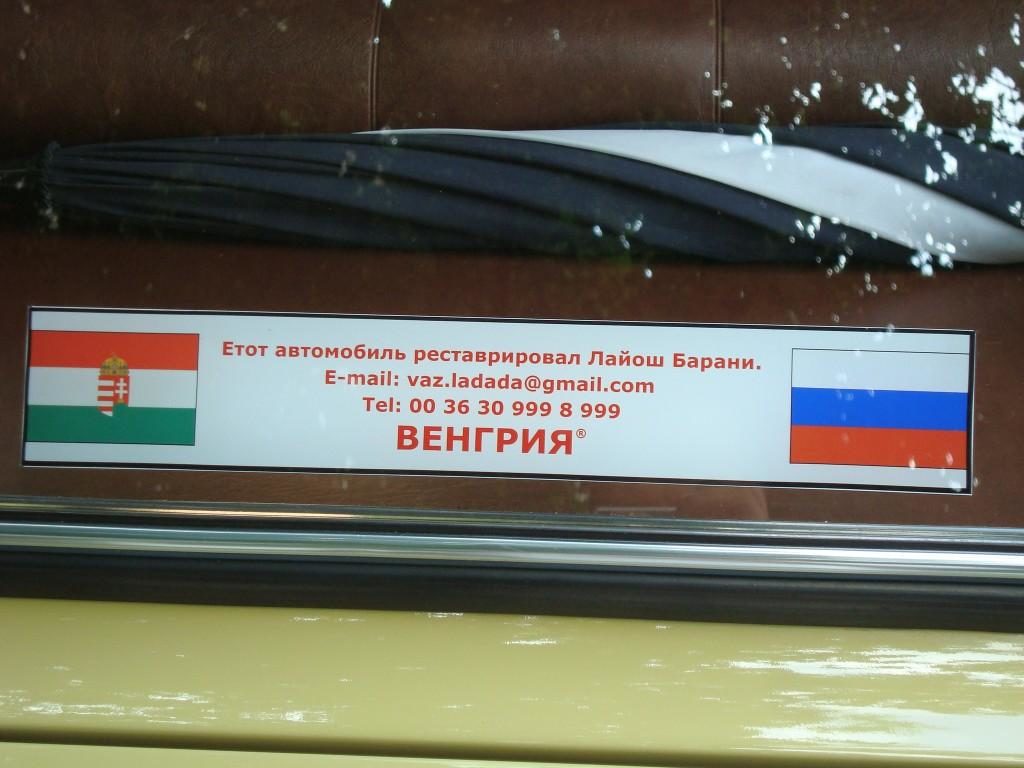 Етот автомобиль реставрировал Лайош Барани.
E-mail: vaz.ladada@gmail.com
Tel: 00 36 30 999 8 999
ВЕНГРИЯ®